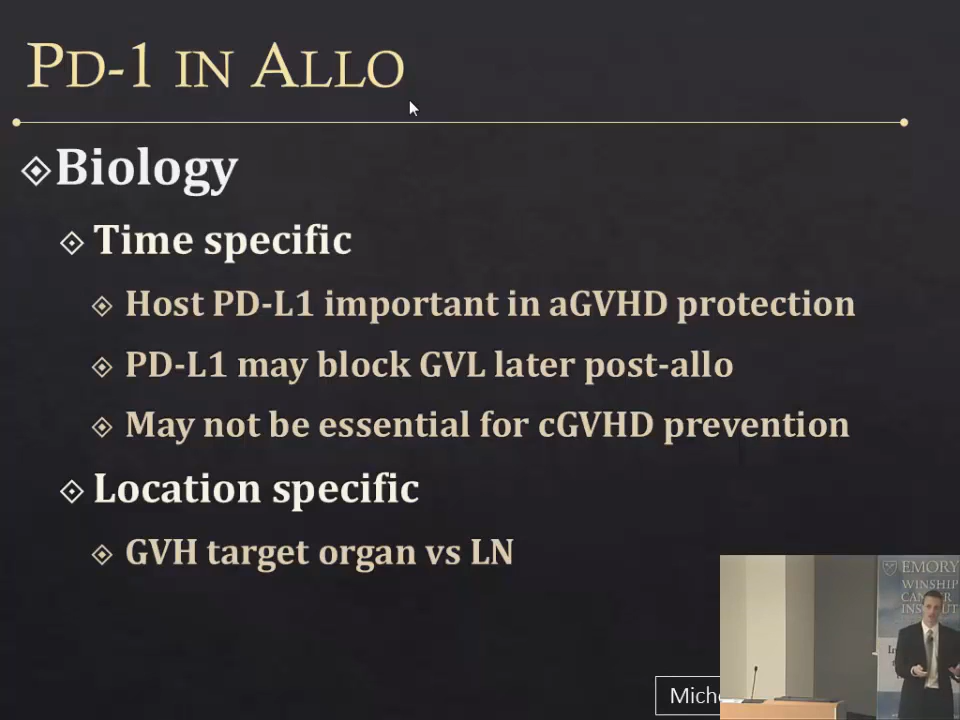 PD-1 IN ALLO
Biology
Time specific
Host PD-L1 important in aGVHD protection
PD-L1 may block GVL later post-allo
May not be essential for cGVHD prevention
Location specific
GVH target organ vs LN
EMORY
WINSHIP